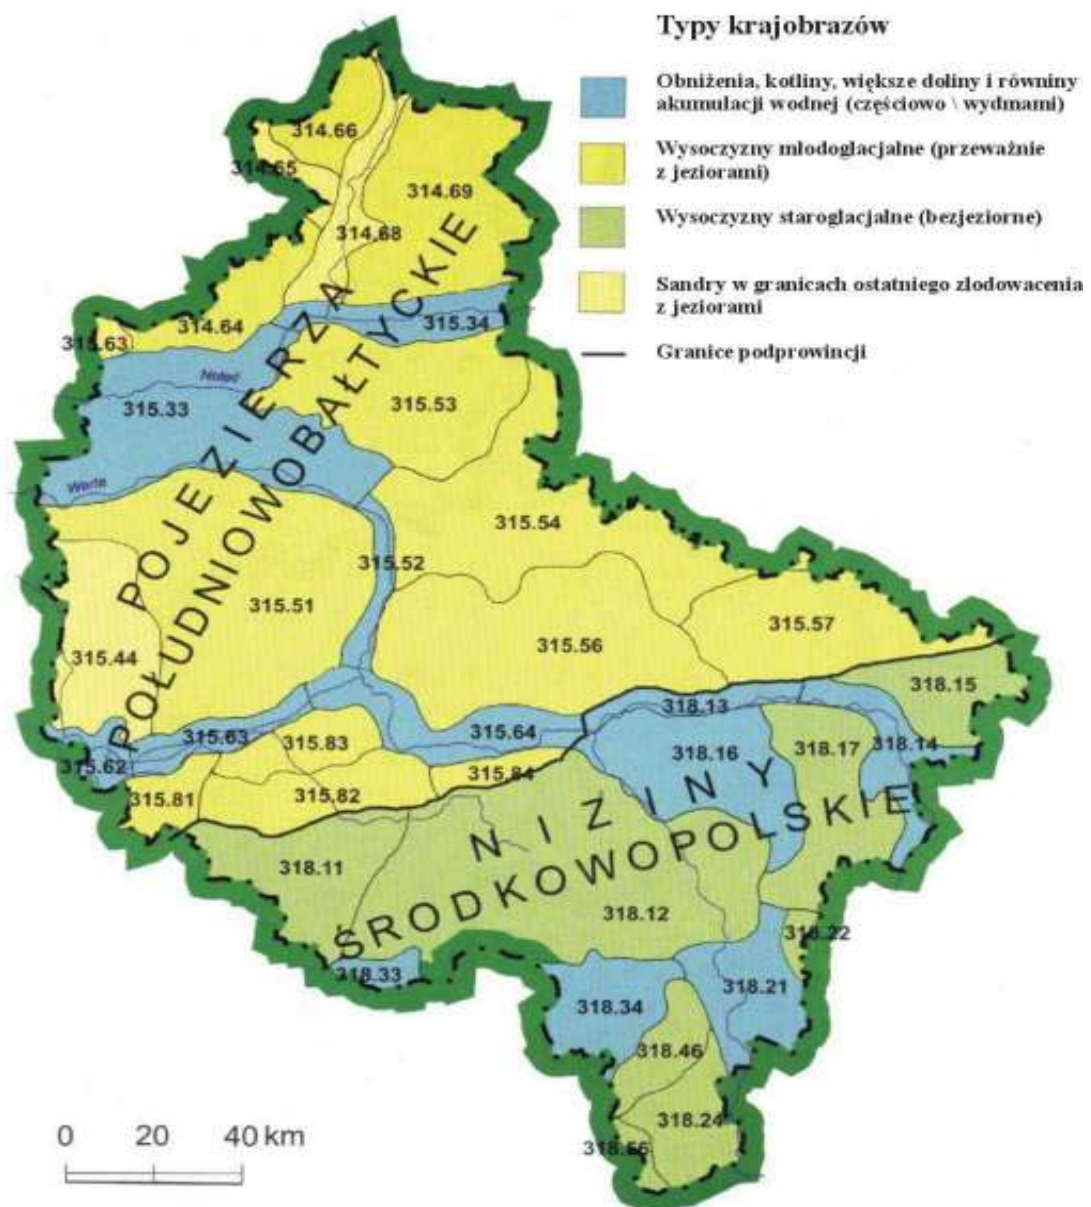 Typy krajobrazów
Obniżenia, kotliny, większe doliny i równiny
akumulacji wodnej (częściowo \ wydmami)
Wysoczyzny młodoglacjalne (przeważnie
z jeziorami)
Wysoczyzny staroglacjalne (bezjeziorne)
Sandry w granicach ostatniego zlodowacenia
z jeziorami
Granice podprowincji
314.66
314.65
314.69
314.68
314.64
315.63
315.34
Noteć
315.33
315.53
Warta
POJEZIERZA
POŁUDNIOWOBAŁTYCKIE
315.54
315.52
315.51
315.57
315.56
315.44
318.15
318.13
315.63
315.83
315.64
318.16
318.17
318.14
315.62
315.84
315.81
315.82
NIZINY
ŚRODKOWOPOLSKIE
318.11
318.12
318.22
318.33
318.21
318.34
318.46
318.24
318.56
0 20 40 km